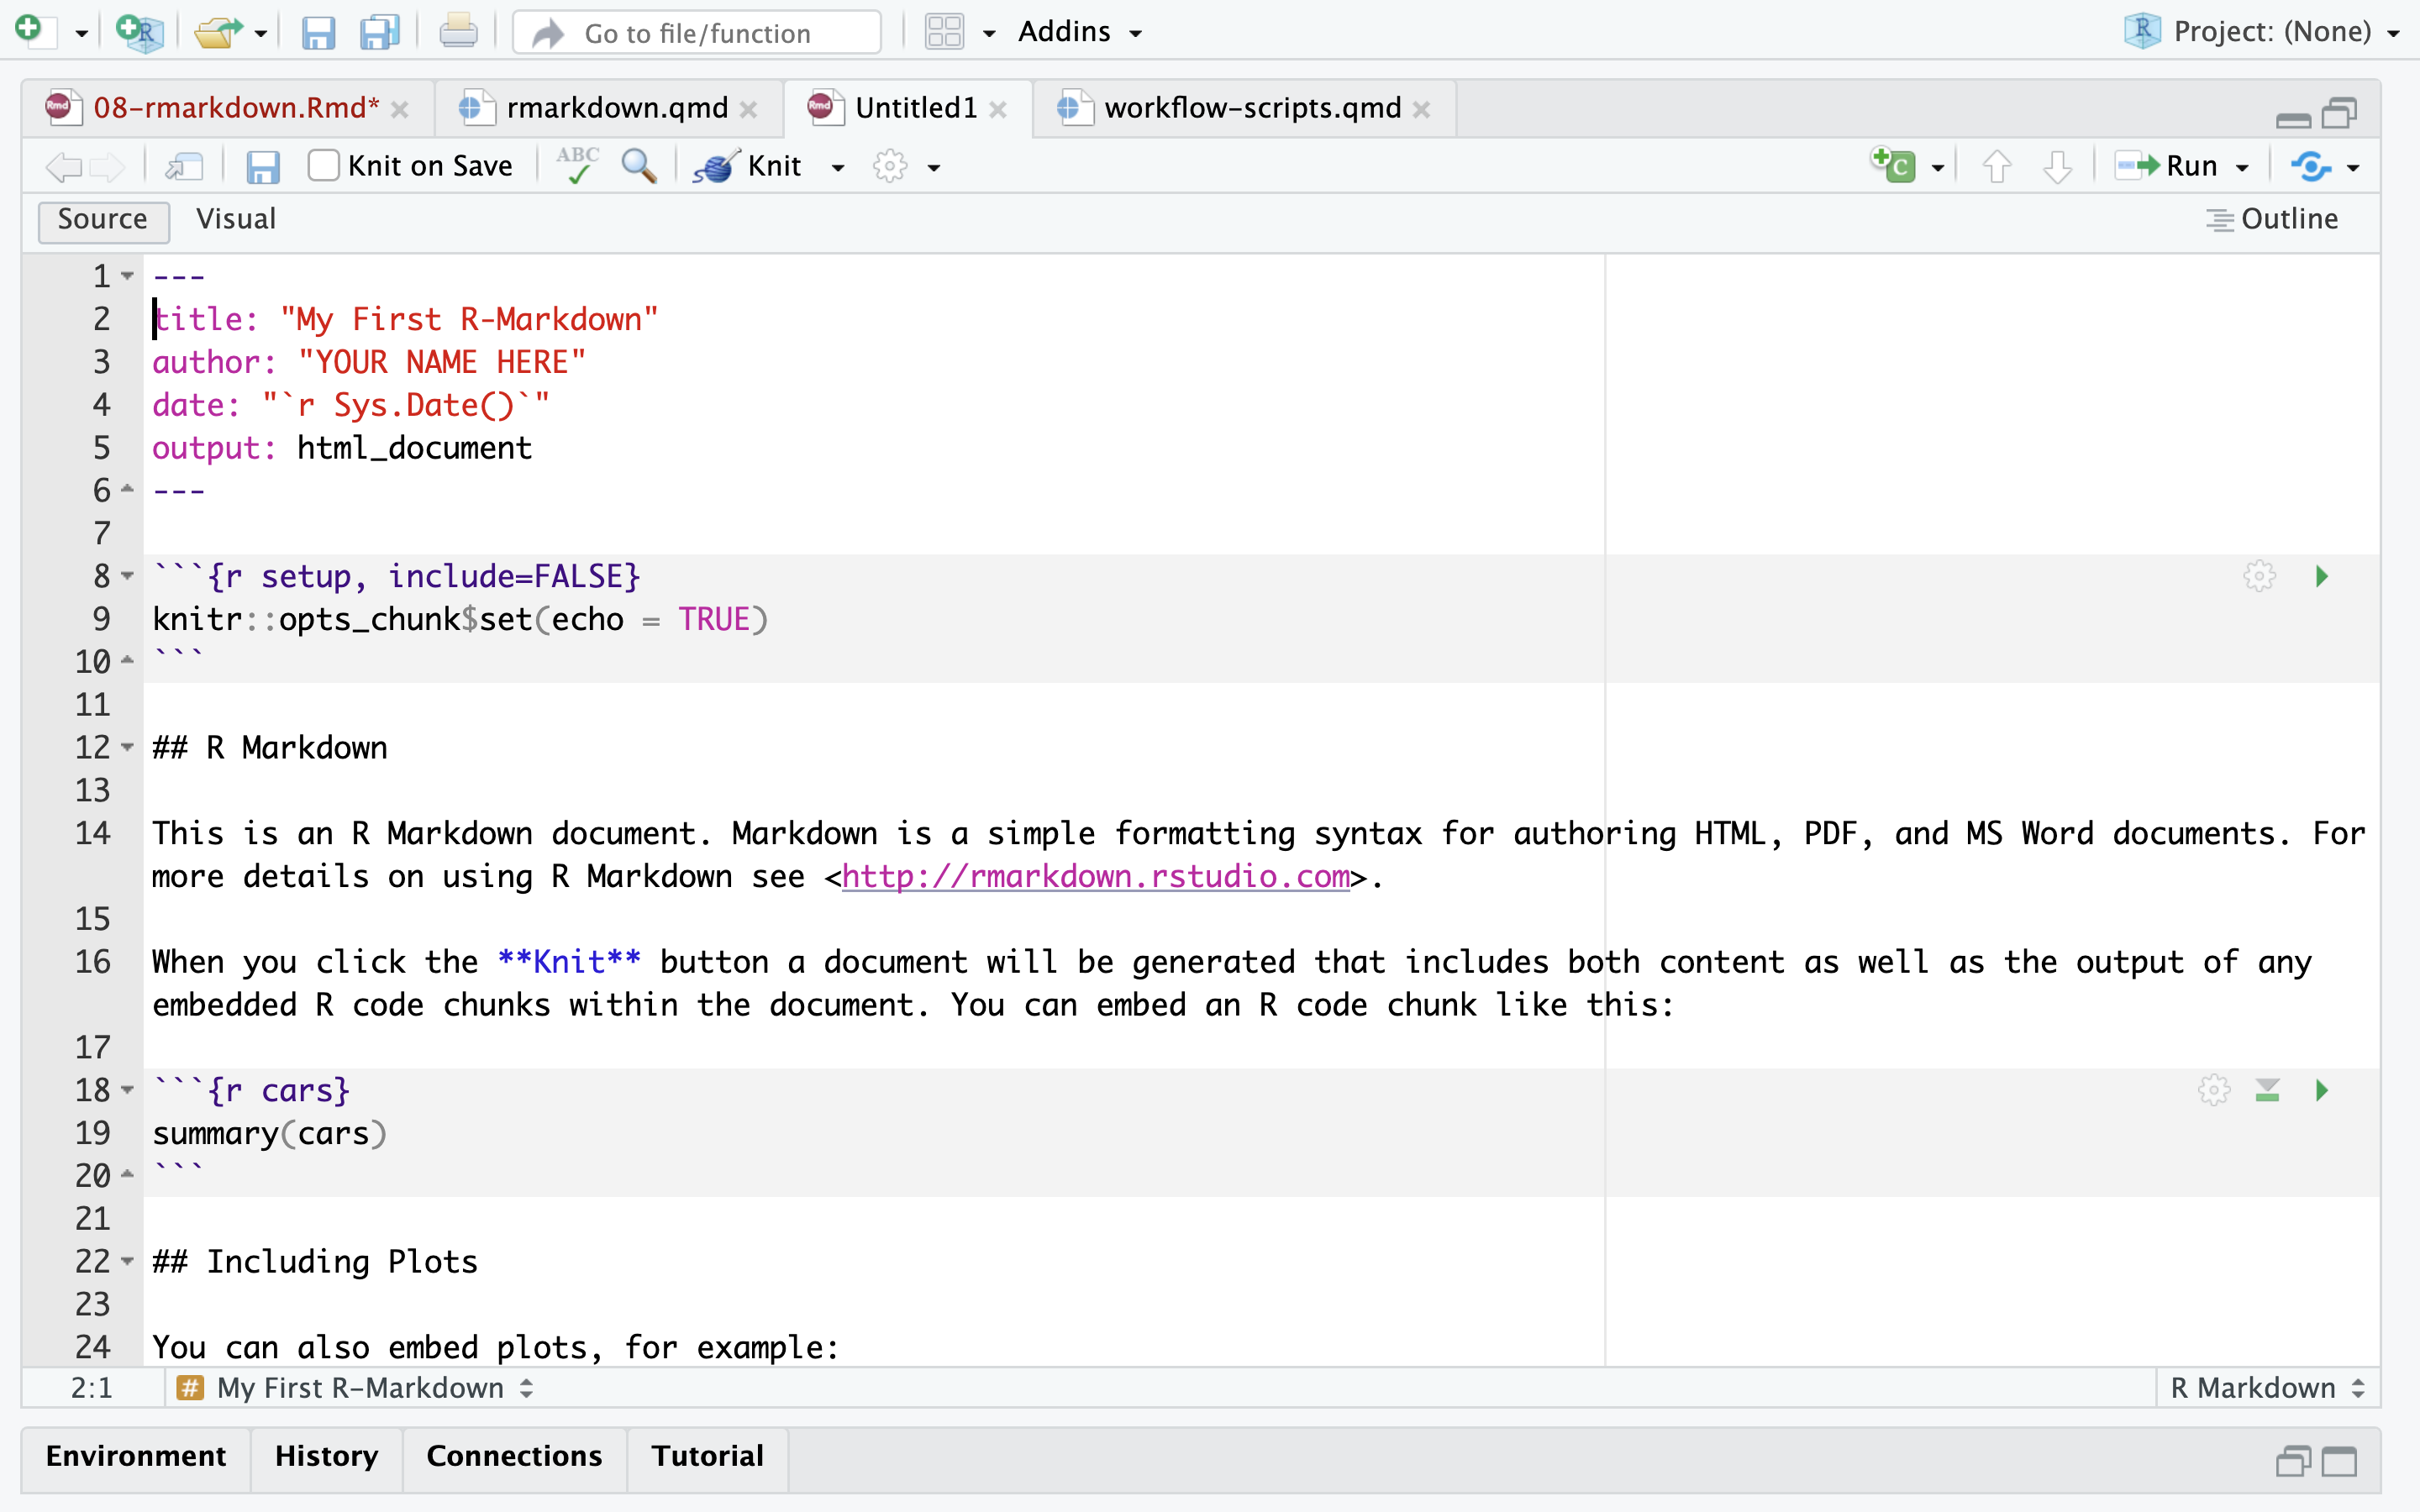 Go to file/function
Addins
Project: (None)
08-rmarkdown.Rmd*
rmarkdown.qmd
Untitled1
workflow-scripts.qmd
Knit on Save
ABC
Knit
Run
Source
Visual
Outline
1 ---
2 title: "My First R-Markdown"
3 author: "YOUR NAME HERE"
4 date: "`r Sys.Date()`"
5 output: html_document
6 ---
7
8 ```{r setup, include=FALSE}
9 knitr::opts_chunk$set(echo = TRUE)
10 ```
11
12 ## R Markdown
13
14 This is an R Markdown document. Markdown is a simple formatting syntax for authoring HTML, PDF, and MS Word documents. For
more details on using R Markdown see <http://rmarkdown.rstudio.com>.
15
16 When you click the **Knit** button a document will be generated that includes both content as well as the output of any
embedded R code chunks within the document. You can embed an R code chunk like this:
17
18 ```{r cars}
19 summary(cars)
20 ```
21
22 ## Including Plots
23
24 You can also embed plots, for example:
2:1
# My First R-Markdown
R Markdown
Environment
History
Connections
Tutorial